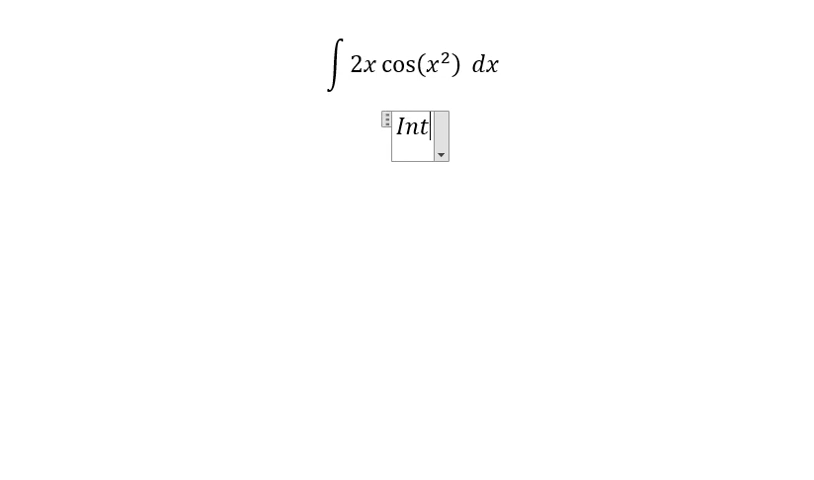 ∫ 2x cos(x²) dx
Int